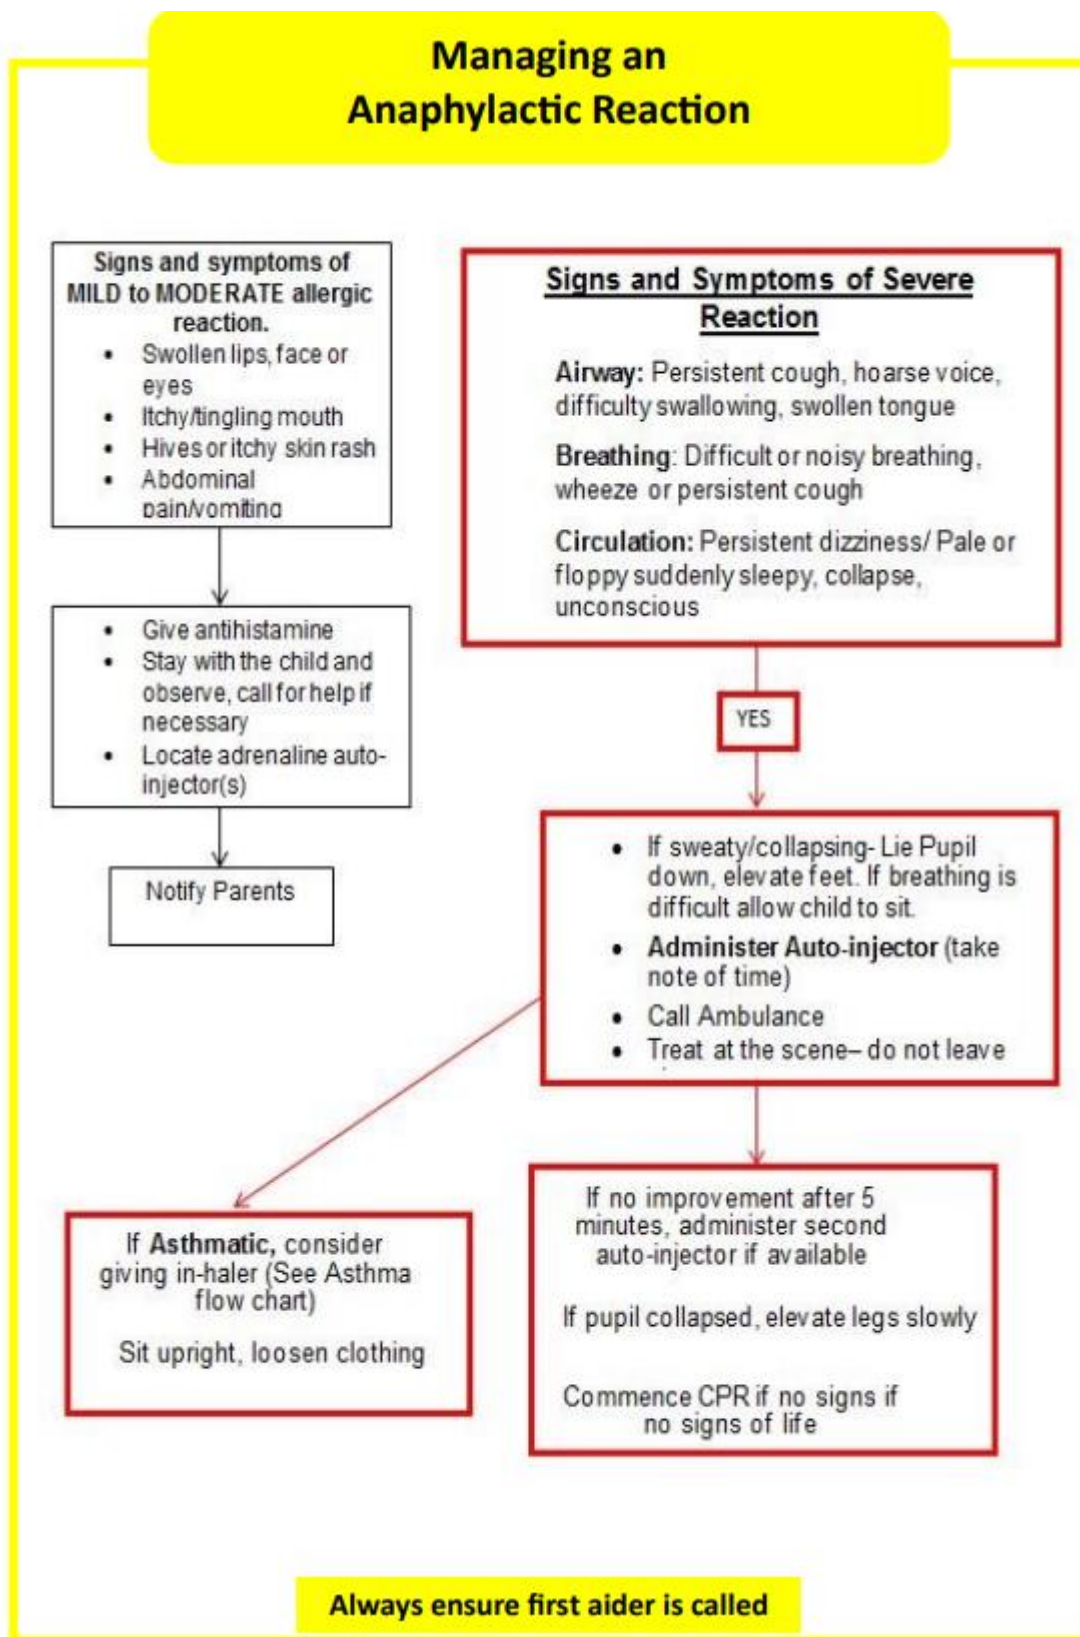 Managing an
Anaphylactic Reaction
Signs and symptoms of
MILD to MODERATE allergic
reaction.
• Swollen lips, face or
eyes
• Itchy/tingling mouth
• Hives or itchy skin rash
• Abdominal
pain/vomiting
• Give antihistamine
• Stay with the child and
observe, call for help if
necessary
• Locate adrenaline auto-
injector(s)
Notify Parents
Signs and Symptoms of Severe
Reaction
Airway: Persistent cough, hoarse voice,
difficulty swallowing, swollen tongue
Breathing: Difficult or noisy breathing,
wheeze or persistent cough
Circulation: Persistent dizziness/ Pale or
floppy suddenly sleepy, collapse,
unconscious
YES
• If sweaty/collapsing- Lie Pupil
down, elevate feet. If breathing is
difficult allow child to sit.
• Administer Auto-injector (take
note of time)
• Call Ambulance
• Treat at the scene– do not leave
If Asthmatic, consider
giving in-haler (See Asthma
flow chart)
Sit upright, loosen clothing
If no improvement after 5
minutes, administer second
auto-injector if available
If pupil collapsed, elevate legs slowly
Commence CPR if no signs if
no signs of life
Always ensure first aider is called